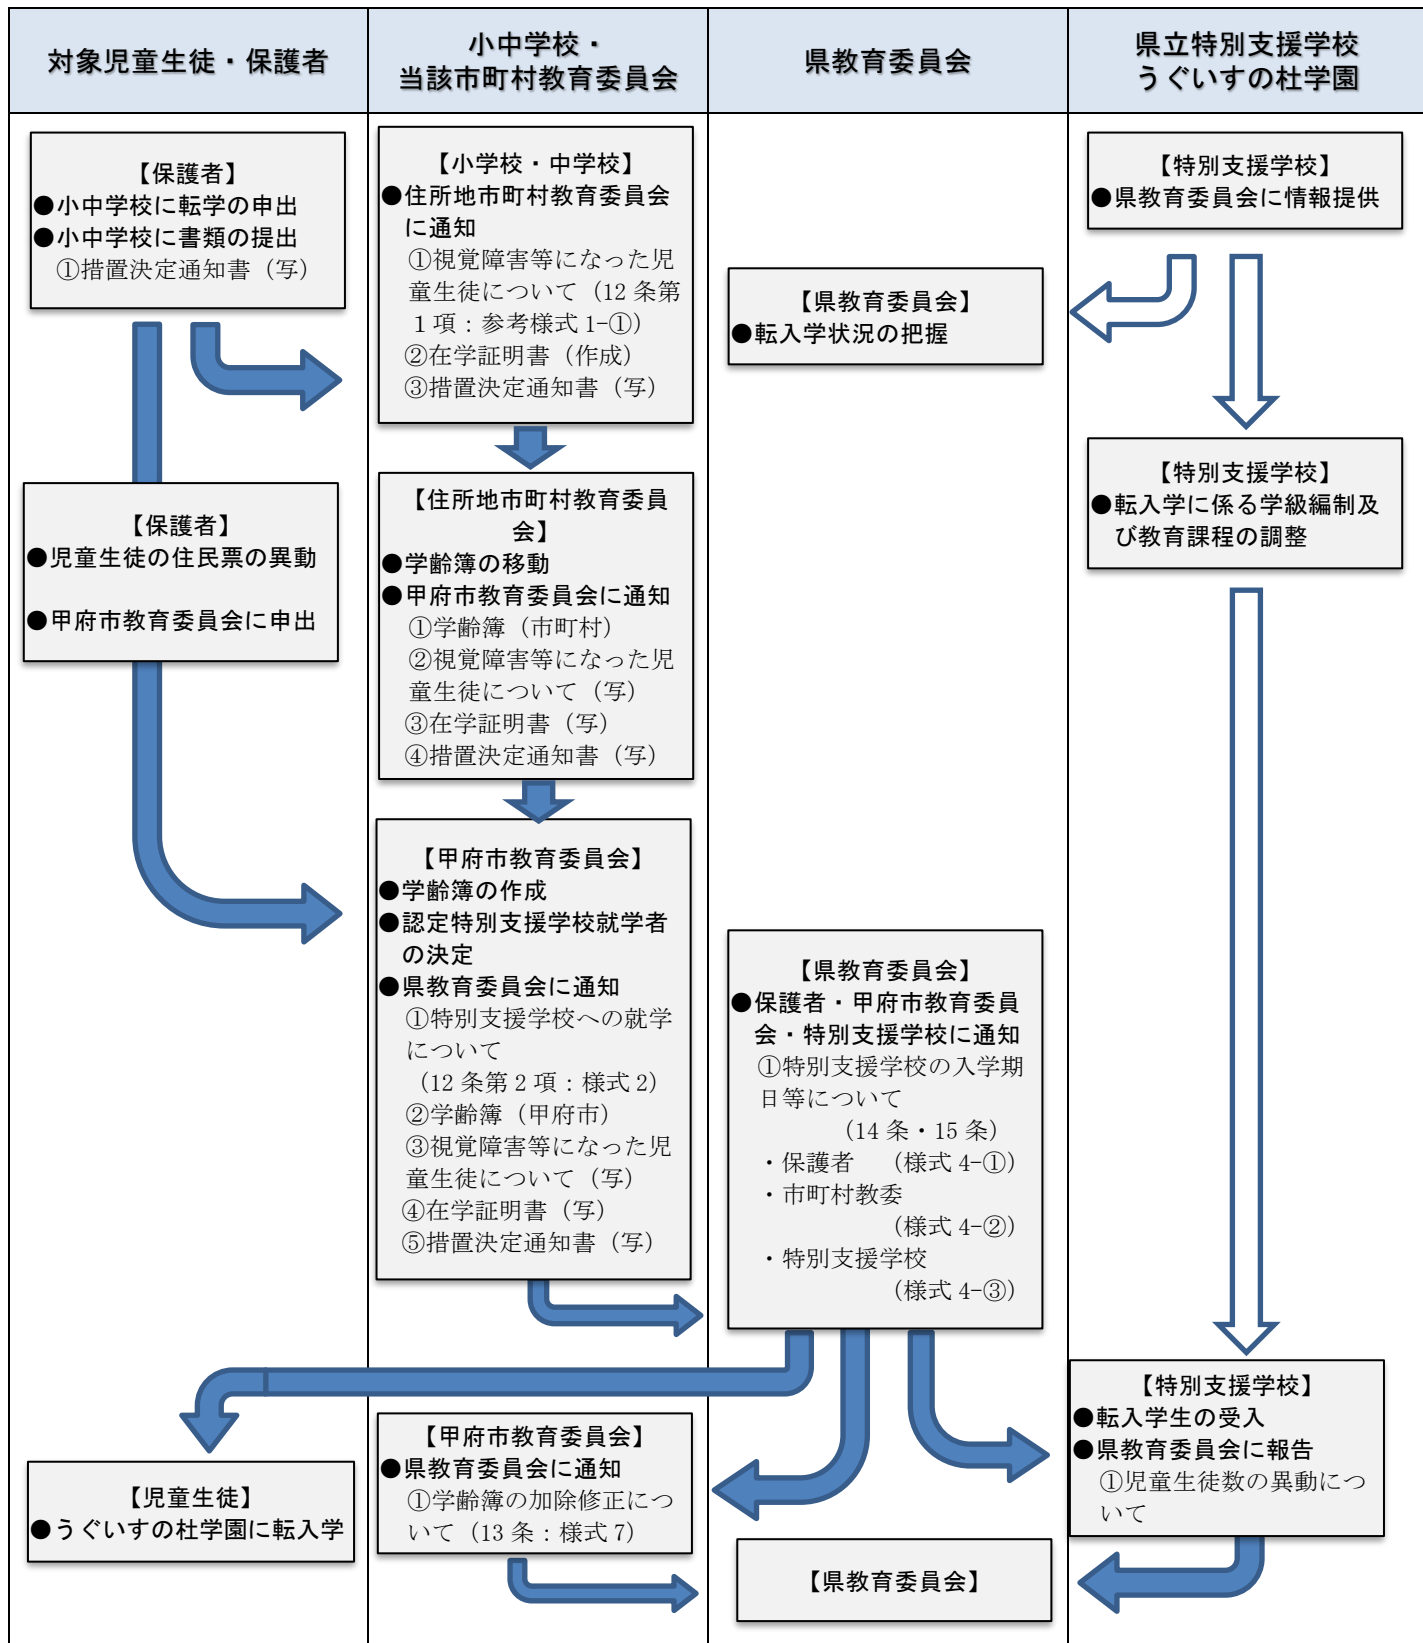 対象児童生徒・保護者
小中学校・
当該市町村教育委員会
県教育委員会
県立特別支援学校
うぐいすの杜学園
【保護者】
●小中学校に転学の申出
●小中学校に書類の提出
①措置決定通知書（写）
【小学校・中学校】
●住所地市町村教育委員会
に通知
①視覚障害等になった児
童生徒について（12 条第
１項：参考様式 1-①）
②在学証明書（作成）
③措置決定通知書（写）
【県教育委員会】
●転入学状況の把握
【特別支援学校】
●県教育委員会に情報提供
【保護者】
●児童生徒の住民票の異動
●甲府市教育委員会に申出
【住所地市町村教育委員
会】
●学齢簿の移動
●甲府市教育委員会に通知
①学齢簿（市町村）
②視覚障害等になった児
童生徒について（写）
③在学証明書（写）
④措置決定通知書（写）
【特別支援学校】
●転入学に係る学級編制及
び教育課程の調整
【甲府市教育委員会】
●学齢簿の作成
●認定特別支援学校就学者
の決定
●県教育委員会に通知
①特別支援学校への就学
について
（12 条第２項：様式 2）
②学齢簿（甲府市）
③視覚障害等になった児
童生徒について（写）
④在学証明書（写）
⑤措置決定通知書（写）
【県教育委員会】
●保護者・甲府市教育委員
会・特別支援学校に通知
①特別支援学校の入学期
日等について
（14 条・15 条）
・保護者　（様式 4-①）
・市町村教委
（様式 4-②）
・特別支援学校
（様式 4-③）
【児童生徒】
●うぐいすの杜学園に転入学
【甲府市教育委員会】
●県教育委員会に通知
①学齢簿の加除修正につ
いて（13 条：様式 7）
【県教育委員会】
【特別支援学校】
●転入学生の受入
●県教育委員会に報告
①児童生徒数の異動につ
いて